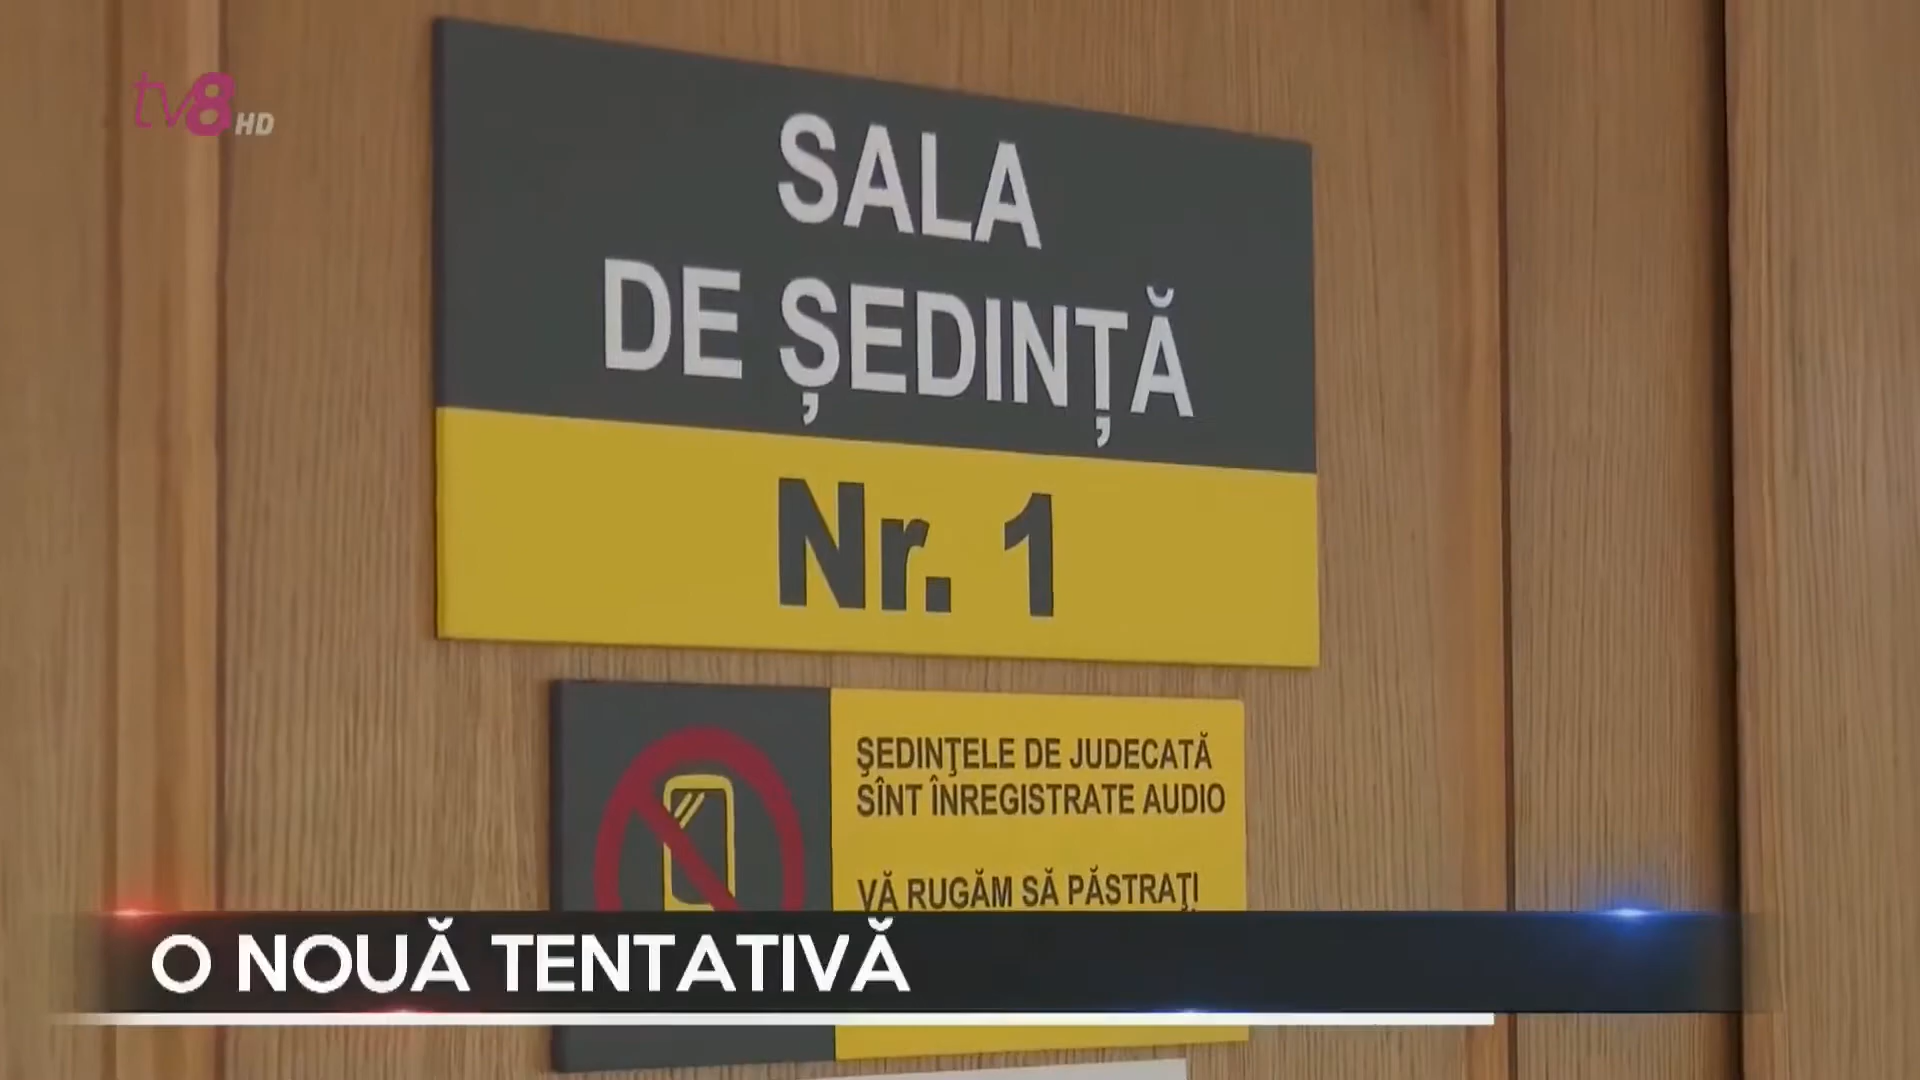 tv8 HD
SALA
DE ȘEDINȚĂ
Nr. 1
ŞEDINŢELE DE JUDECATĂ
SÎNT ÎNREGISTRATE AUDIO
VĂ RUGĂM SĂ PĂSTRAŢI
O NOUĂ TENTATIVĂ